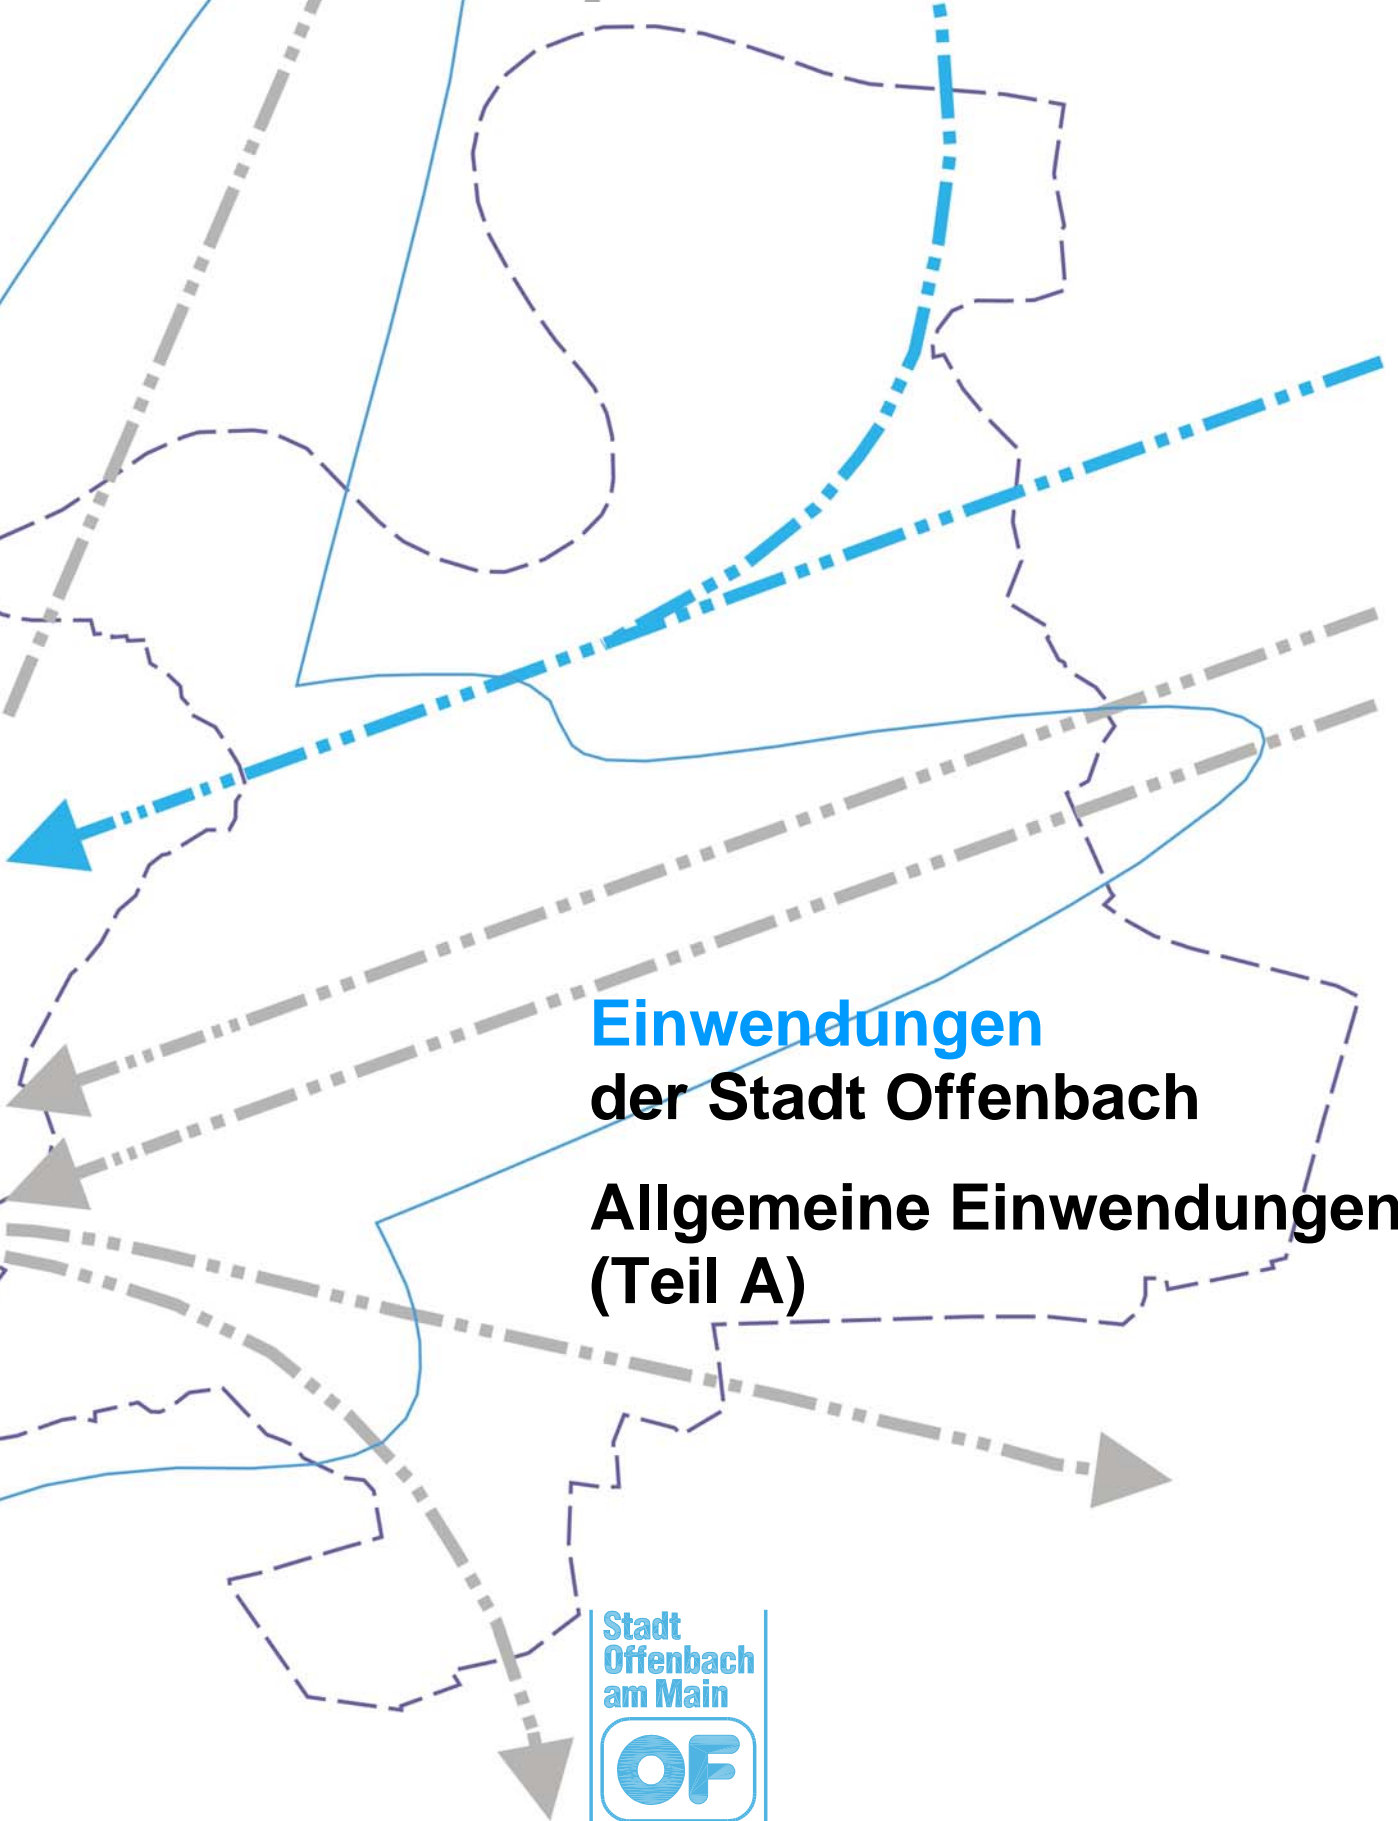 Einwendungen
der Stadt Offenbach
Allgemeine Einwendungen
(Teil A)
Stadt
Offenbach
am Main
OF